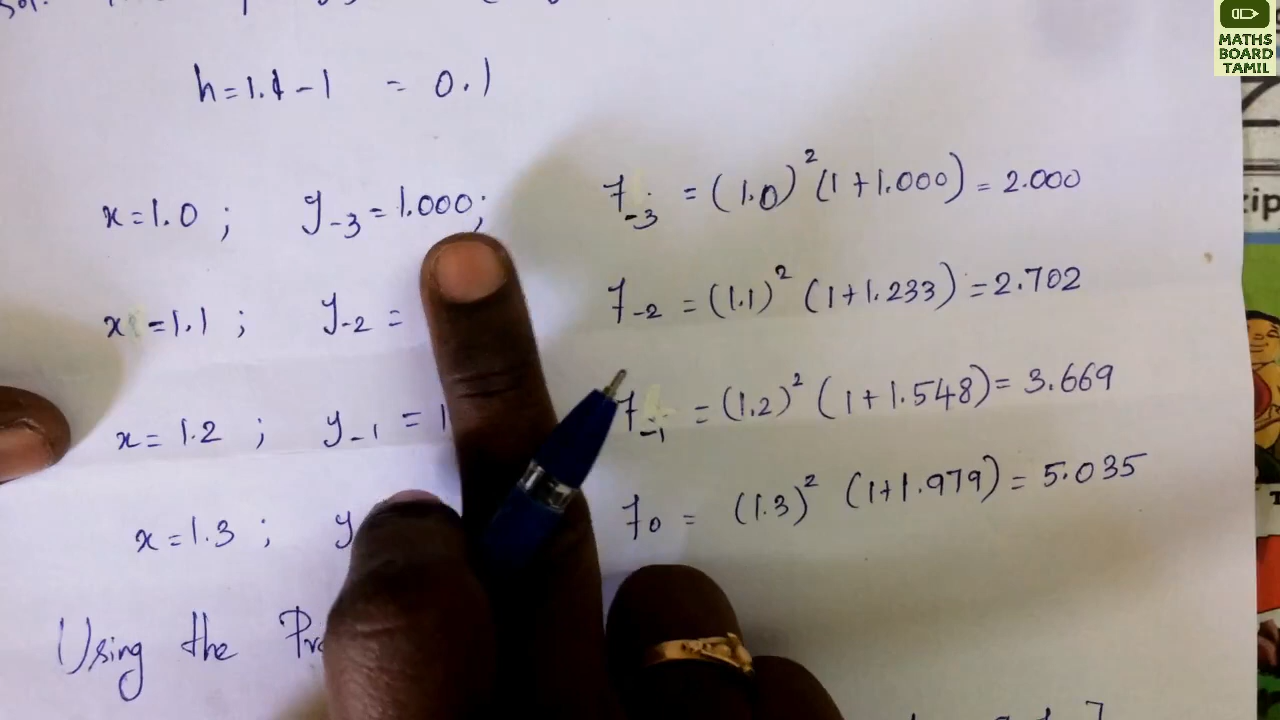 h = 1.1 - 1 = 0.1
x = 1.0 ; y₋₃ = 1.000; f₋₃ = (1.0)² (1 + 1.000) = 2.000
x = 1.1 ; y₋₂ = f₋₂ = (1.1)² (1 + 1.233) = 2.702
x = 1.2 ; y₋₁ = 1 f₋₁ = (1.2)² (1 + 1.548) = 3.669
x = 1.3 ; y f₀ = (1.3)² (1 + 1.979) = 5.035
Using the
MATHS
BOARD
TAMIL